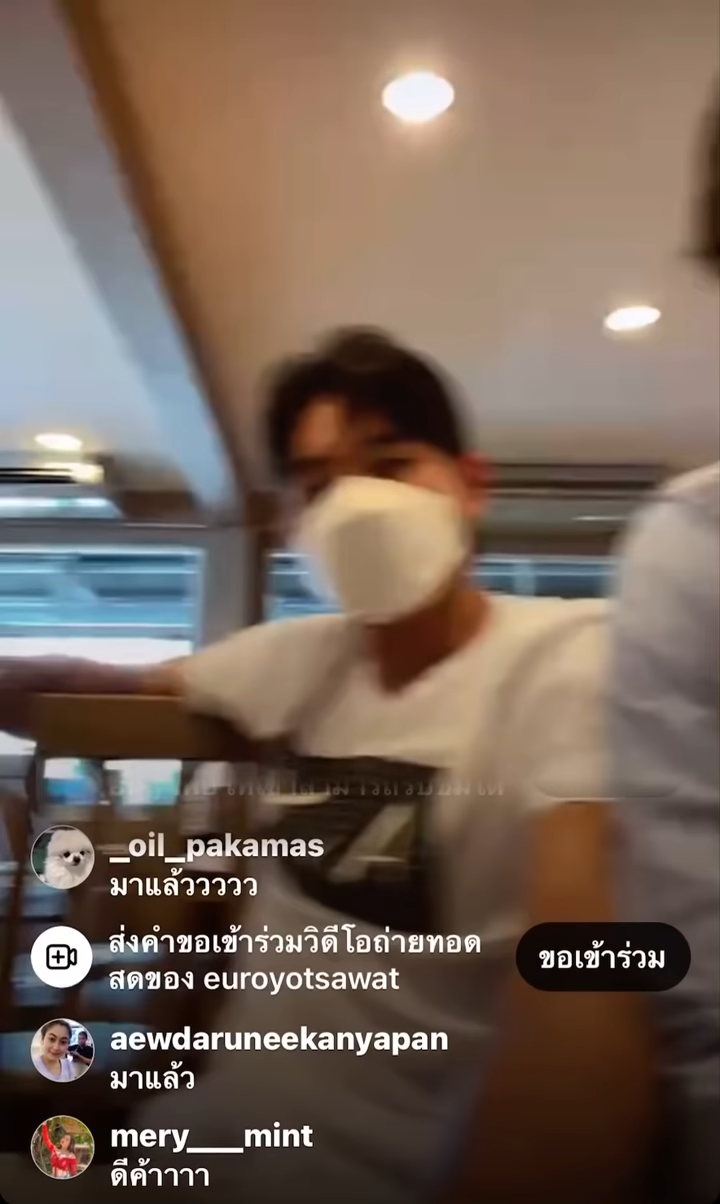 _oil_pakamas
มาแล้ววววว
ส่งคำขอเข้าร่วมวิดีโอถ่ายทอด
สดของ euroyotsawat
ขอเข้าร่วม
aewdaruneekanyapan
มาแล้ว
mery___mint
ดีค้าาาา